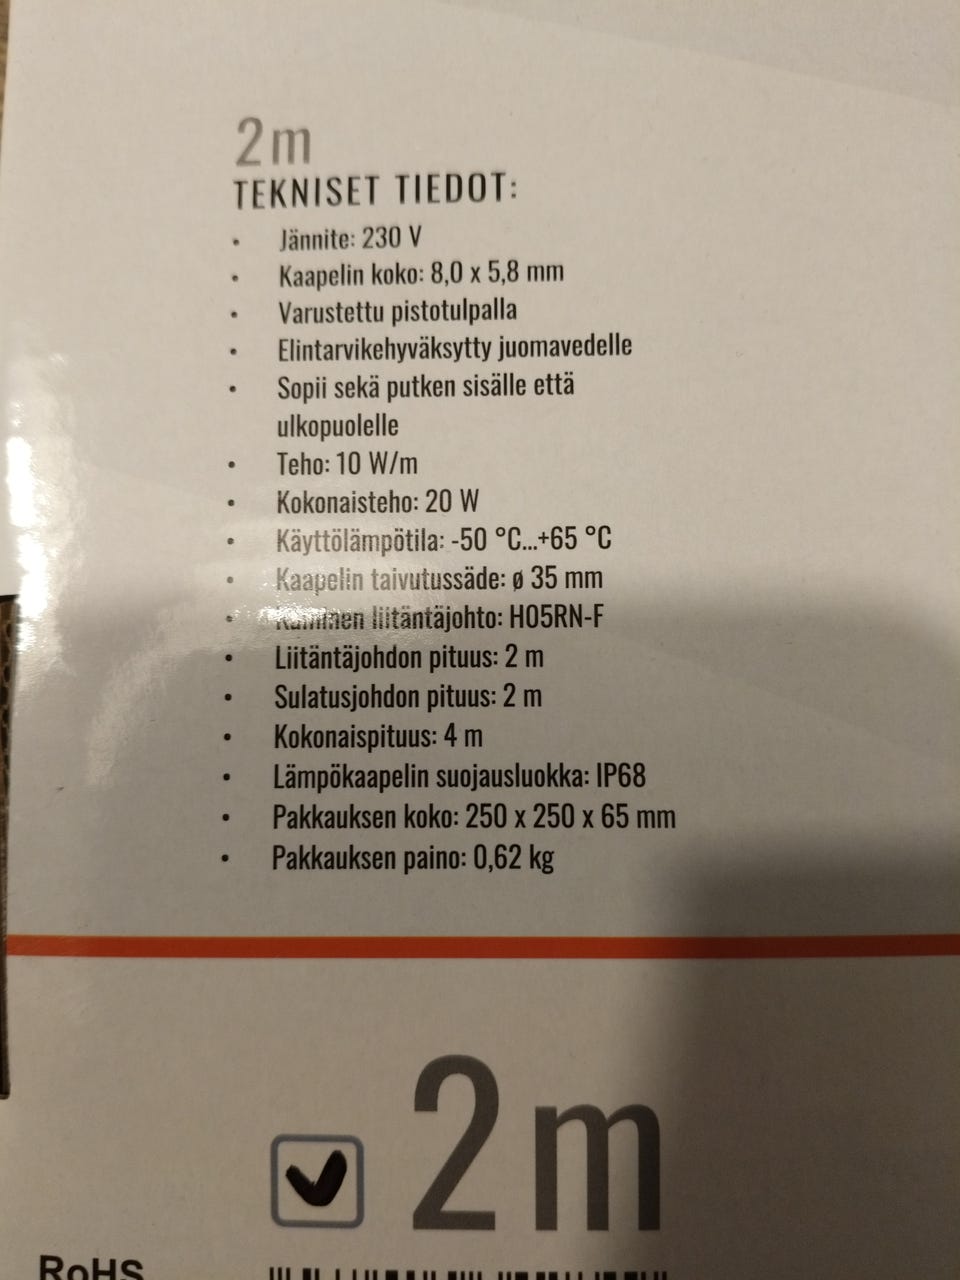 2m
TEKNISET TIEDOT:
• Jännite: 230 V
• Kaapelin koko: 8,0 x 5,8 mm
• Varustettu pistotulpalla
• Elintarvikehyväksytty juomavedelle
• Sopii sekä putken sisälle että
ulkopuolelle
• Teho: 10 W/m
• Kokonaisteho: 20 W
• Käyttölämpötila: -50 °C...+65 °C
• Kaapelin taivutussäde: ø 35 mm
• liitäntäjohto: H05RN-F
• Liitäntäjohdon pituus: 2 m
• Sulatusjohdon pituus: 2 m
• Kokonaispituus: 4 m
• Lämpökaapelin suojausluokka: IP68
• Pakkauksen koko: 250 x 250 x 65 mm
• Pakkauksen paino: 0,62 kg
2m
RoHS